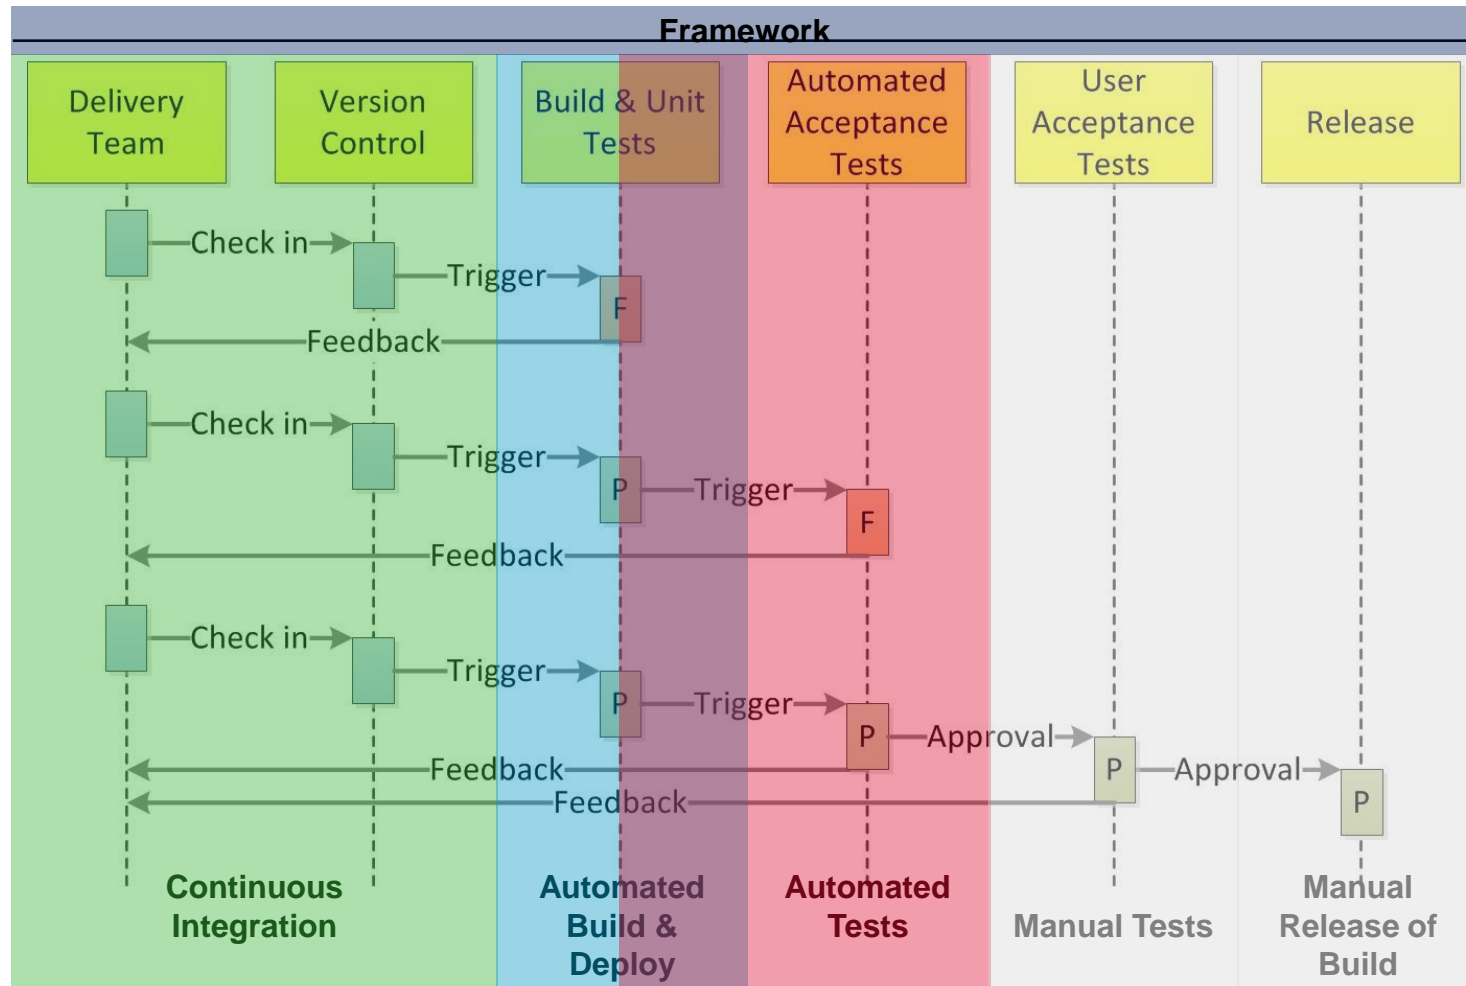 Framework
Delivery
Team
Version
Control
Build & Unit
Tests
Automated
Acceptance
Tests
User
Acceptance
Tests
Release
Check in
Trigger
F
Feedback
Check in
Trigger
P
Trigger
F
Feedback
Check in
Trigger
P
Trigger
P
Approval
P
Approval
P
Feedback
Feedback
Continuous
Integration
Automated
Build &
Deploy
Automated
Tests
Manual Tests
Manual
Release of
Build